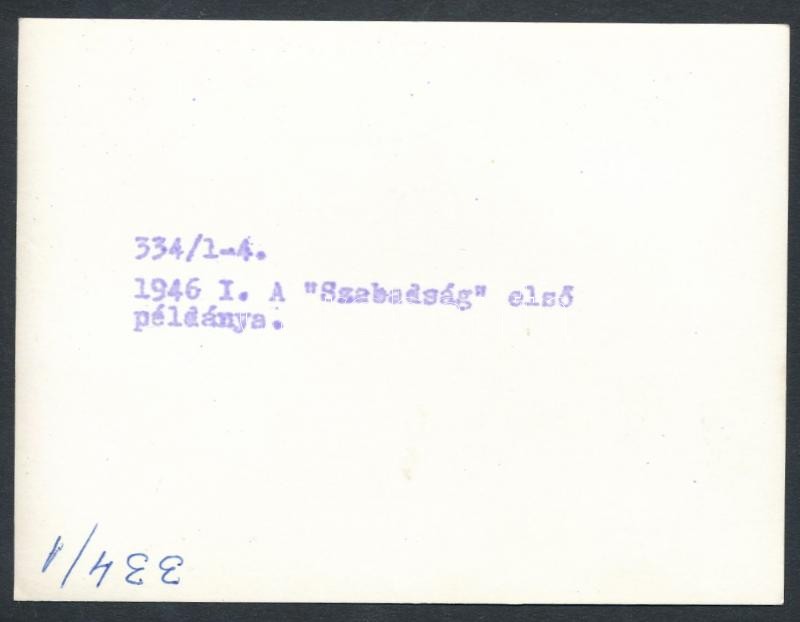 334/1-4.
1946 I. A "Szabadság" első
példánya.
334/1